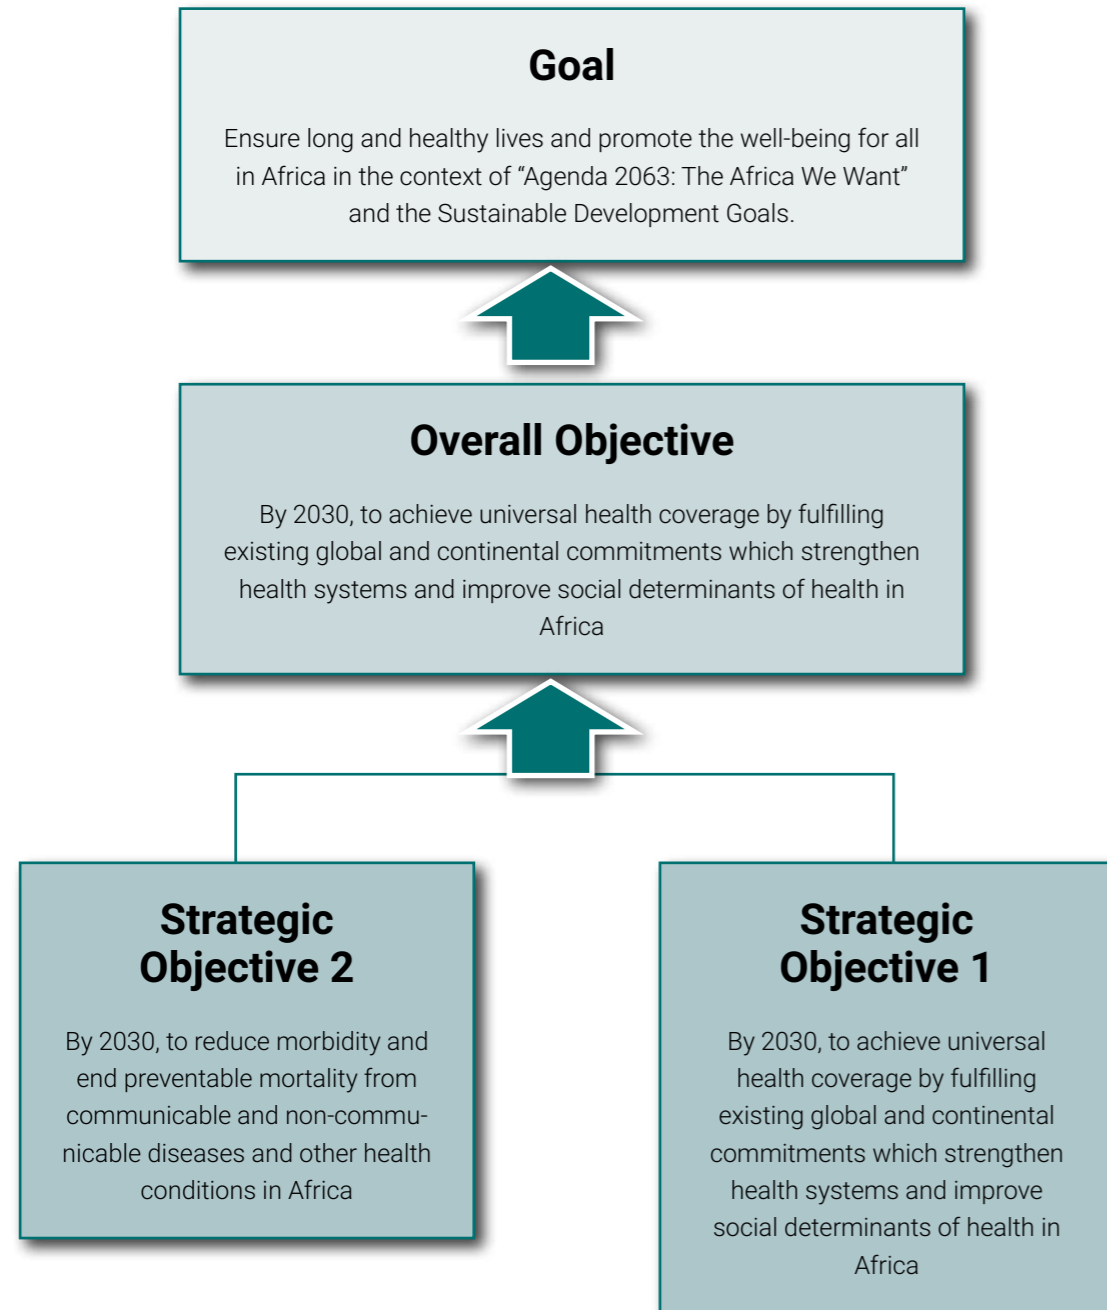 Goal
Ensure long and healthy lives and promote the well-being for all
in Africa in the context of “Agenda 2063: The Africa We Want”
and the Sustainable Development Goals.
Overall Objective
By 2030, to achieve universal health coverage by fulfilling
existing global and continental commitments which strengthen
health systems and improve social determinants of health in
Africa
Strategic
Objective 2
By 2030, to reduce morbidity and
end preventable mortality from
communicable and non-commu-
nicable diseases and other health
conditions in Africa
Strategic
Objective 1
By 2030, to achieve universal
health coverage by fulfilling
existing global and continental
commitments which strengthen
health systems and improve
social determinants of health in
Africa